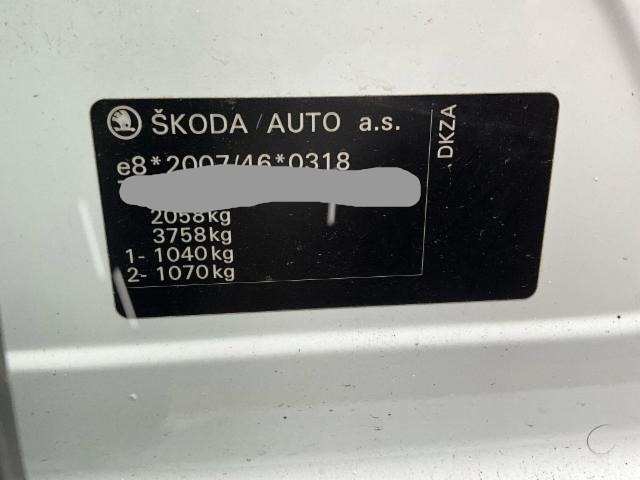 ŠKODA / AUTO a.s.
e8*2007/46*0318
2058kg
3758kg
1- 1040kg
2- 1070kg
DKZA